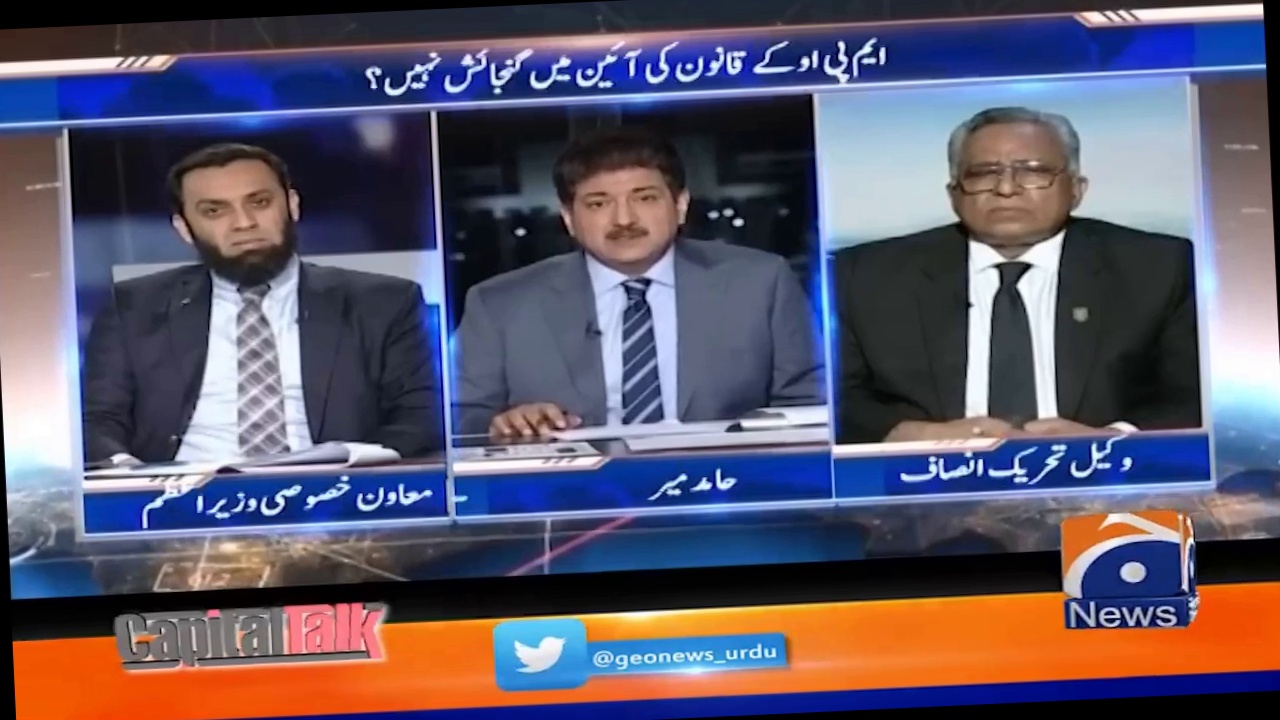 ایم پی او کے قانون کی آئین میں گنجائش نہیں؟
وکیل تحریک انصاف
حامد میر
معاون خصوصی وزیر اعظم
News
Capital Talk
@geonews_urdu